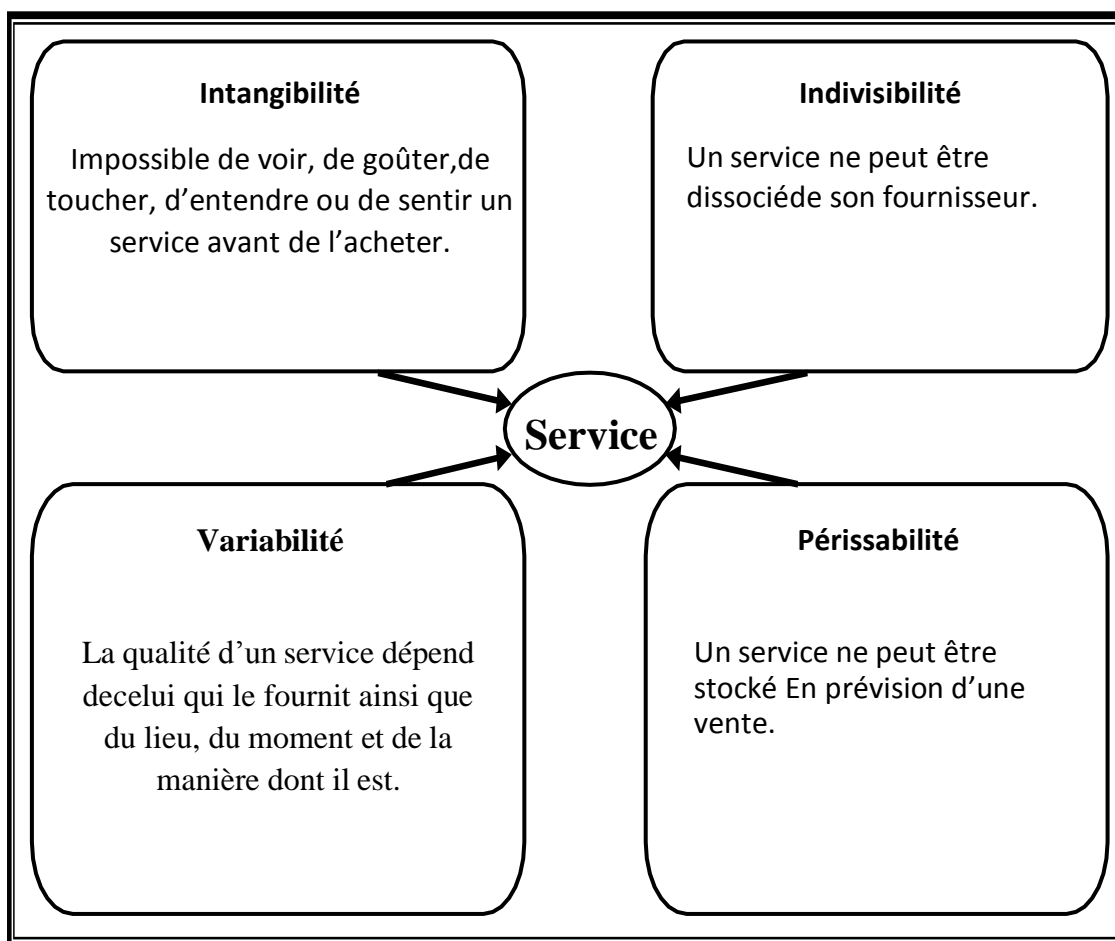 Intangibilité
Impossible de voir, de goûter,de
toucher, d’entendre ou de sentir un
service avant de l’acheter.
Indivisibilité
Un service ne peut être
dissociéde son fournisseur.
Service
Variabilité
La qualité d’un service dépend
decelui qui le fournit ainsi que
du lieu, du moment et de la
manière dont il est.
Périssabilité
Un service ne peut être
stocké En prévision d’une
vente.